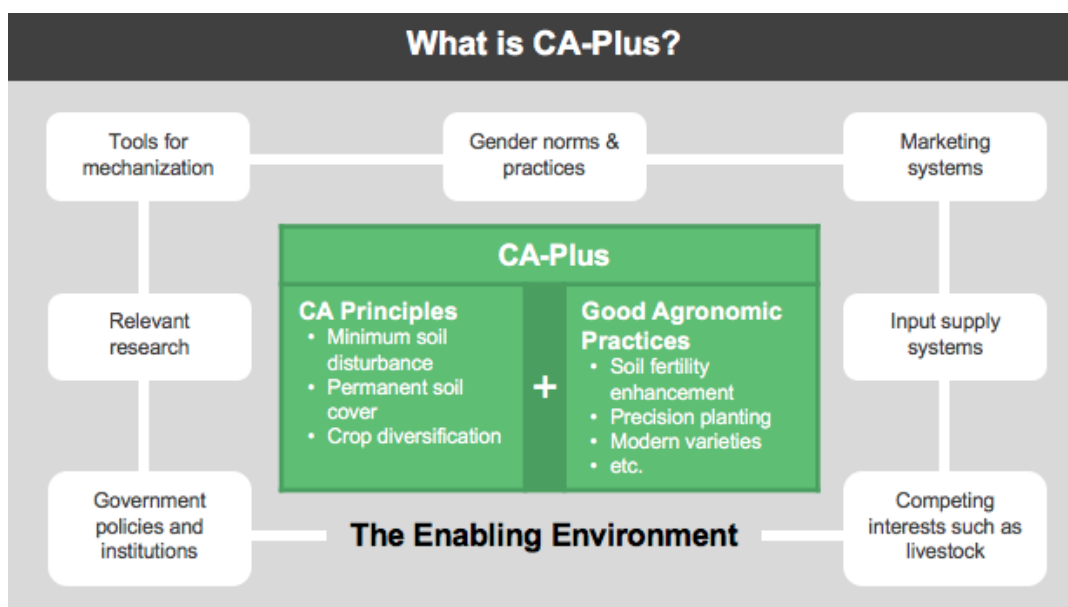 What is CA-Plus?
Tools for
mechanization
Gender norms &
practices
Marketing
systems
Relevant
research
CA-Plus
CA Principles
• Minimum soil
disturbance
• Permanent soil
cover
• Crop diversification
+
Good Agronomic
Practices
• Soil fertility
enhancement
• Precision planting
• Modern varieties
• etc.
Input supply
systems
Government
policies and
institutions
The Enabling Environment
Competing
interests such as
livestock